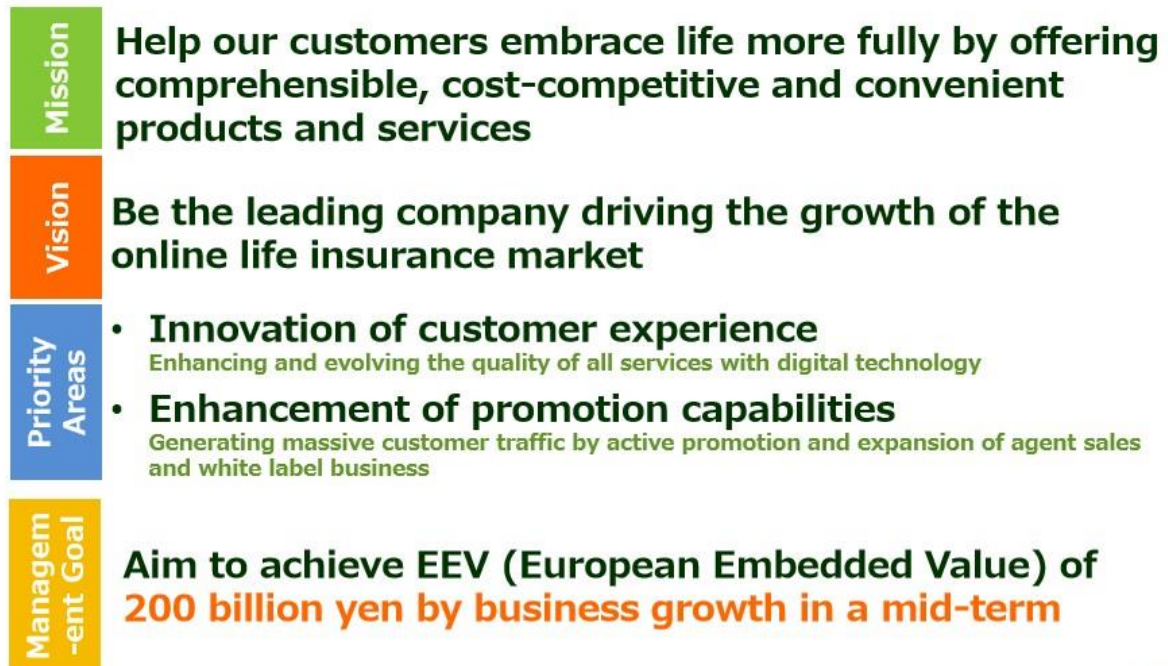 Mission
Help our customers embrace life more fully by offering
comprehensible, cost-competitive and convenient
products and services
Vision
Be the leading company driving the growth of the
online life insurance market
Priority
Areas
• Innovation of customer experience
Enhancing and evolving the quality of all services with digital technology
• Enhancement of promotion capabilities
Generating massive customer traffic by active promotion and expansion of agent sales
and white label business
Managem
-ent Goal
Aim to achieve EEV (European Embedded Value) of
200 billion yen by business growth in a mid-term